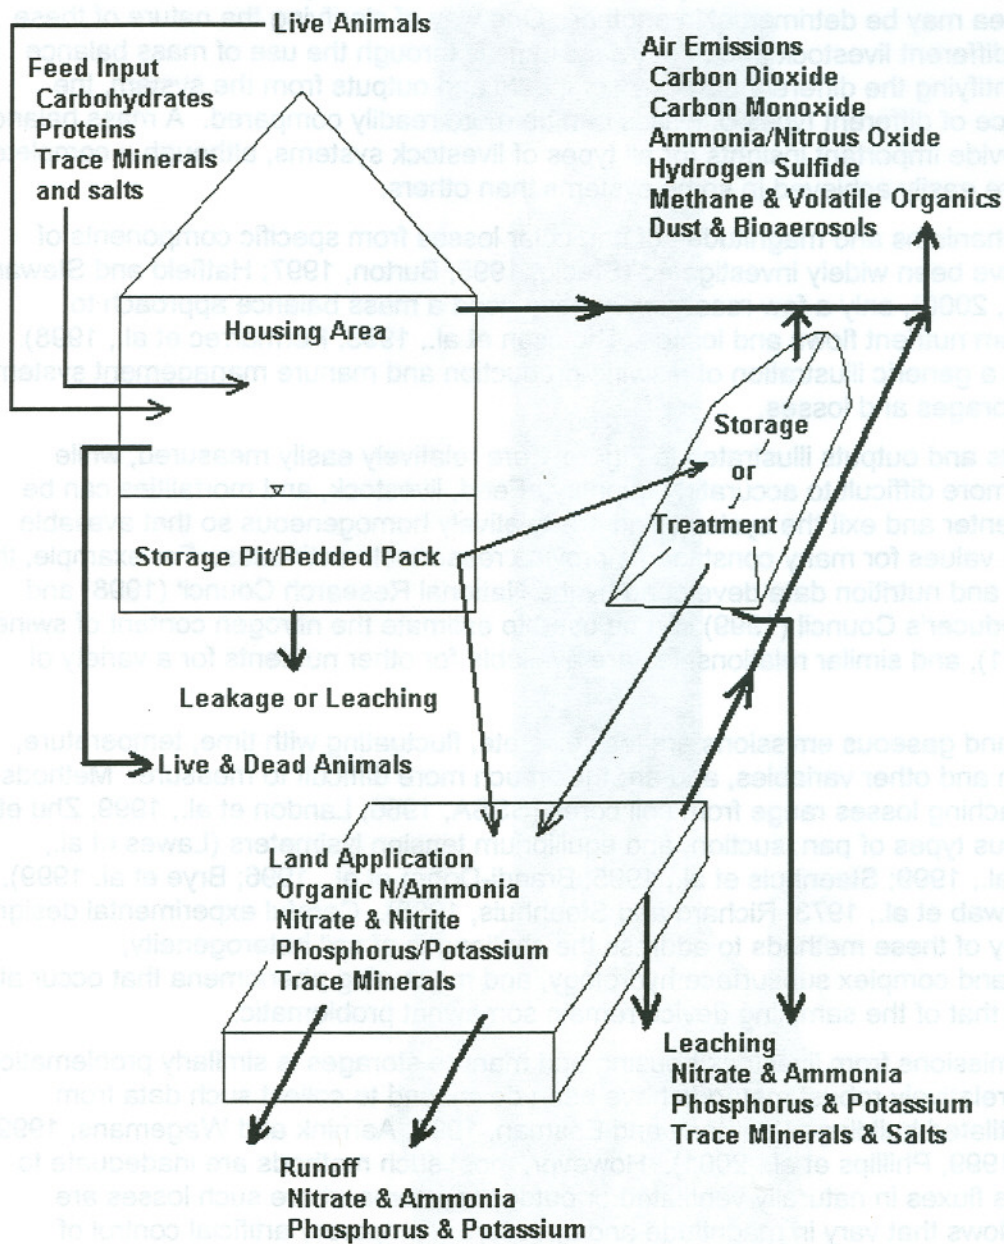 Live Animals
Feed Inputs
Carbohydrates
Proteins
Trace Minerals
and salts
Air Emissions
Carbon Dioxide
Carbon Monoxide
Ammonia/Nitrous Oxide
Hydrogen Sulfide
Methane & Volatile Organics
Dust & Bioaerosols
Housing Area
Storage
or
Treatment
Storage Pit/Bedded Pack
Leakage or Leaching
Live & Dead Animals
Land Application
Organic N/Ammonia
Nitrate & Nitrite
Phosphorus/Potassium
Trace Minerals
Leaching
Nitrate & Ammonia
Phosphorus & Potassium
Trace Minerals & Salts
Runoff
Nitrate & Ammonia
Phosphorus & Potassium